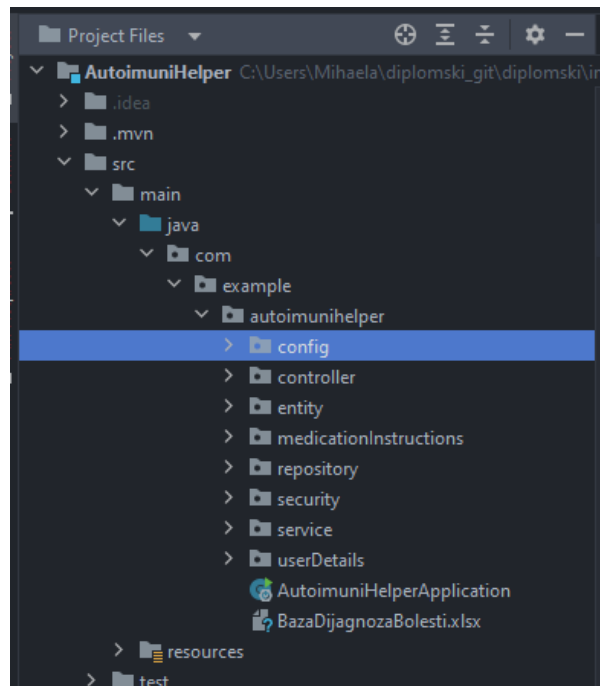 Project Files
AutoimuniHelper C:\Users\Mihaela\diplomski_git\diplomski\in
.idea
.mvn
src
main
java
com
example
autoimunihelper
config
controller
entity
medicationInstructions
repository
security
service
userDetails
AutoimuniHelperApplication
BazaDijagnozaBolesti.xlsx
resources
test